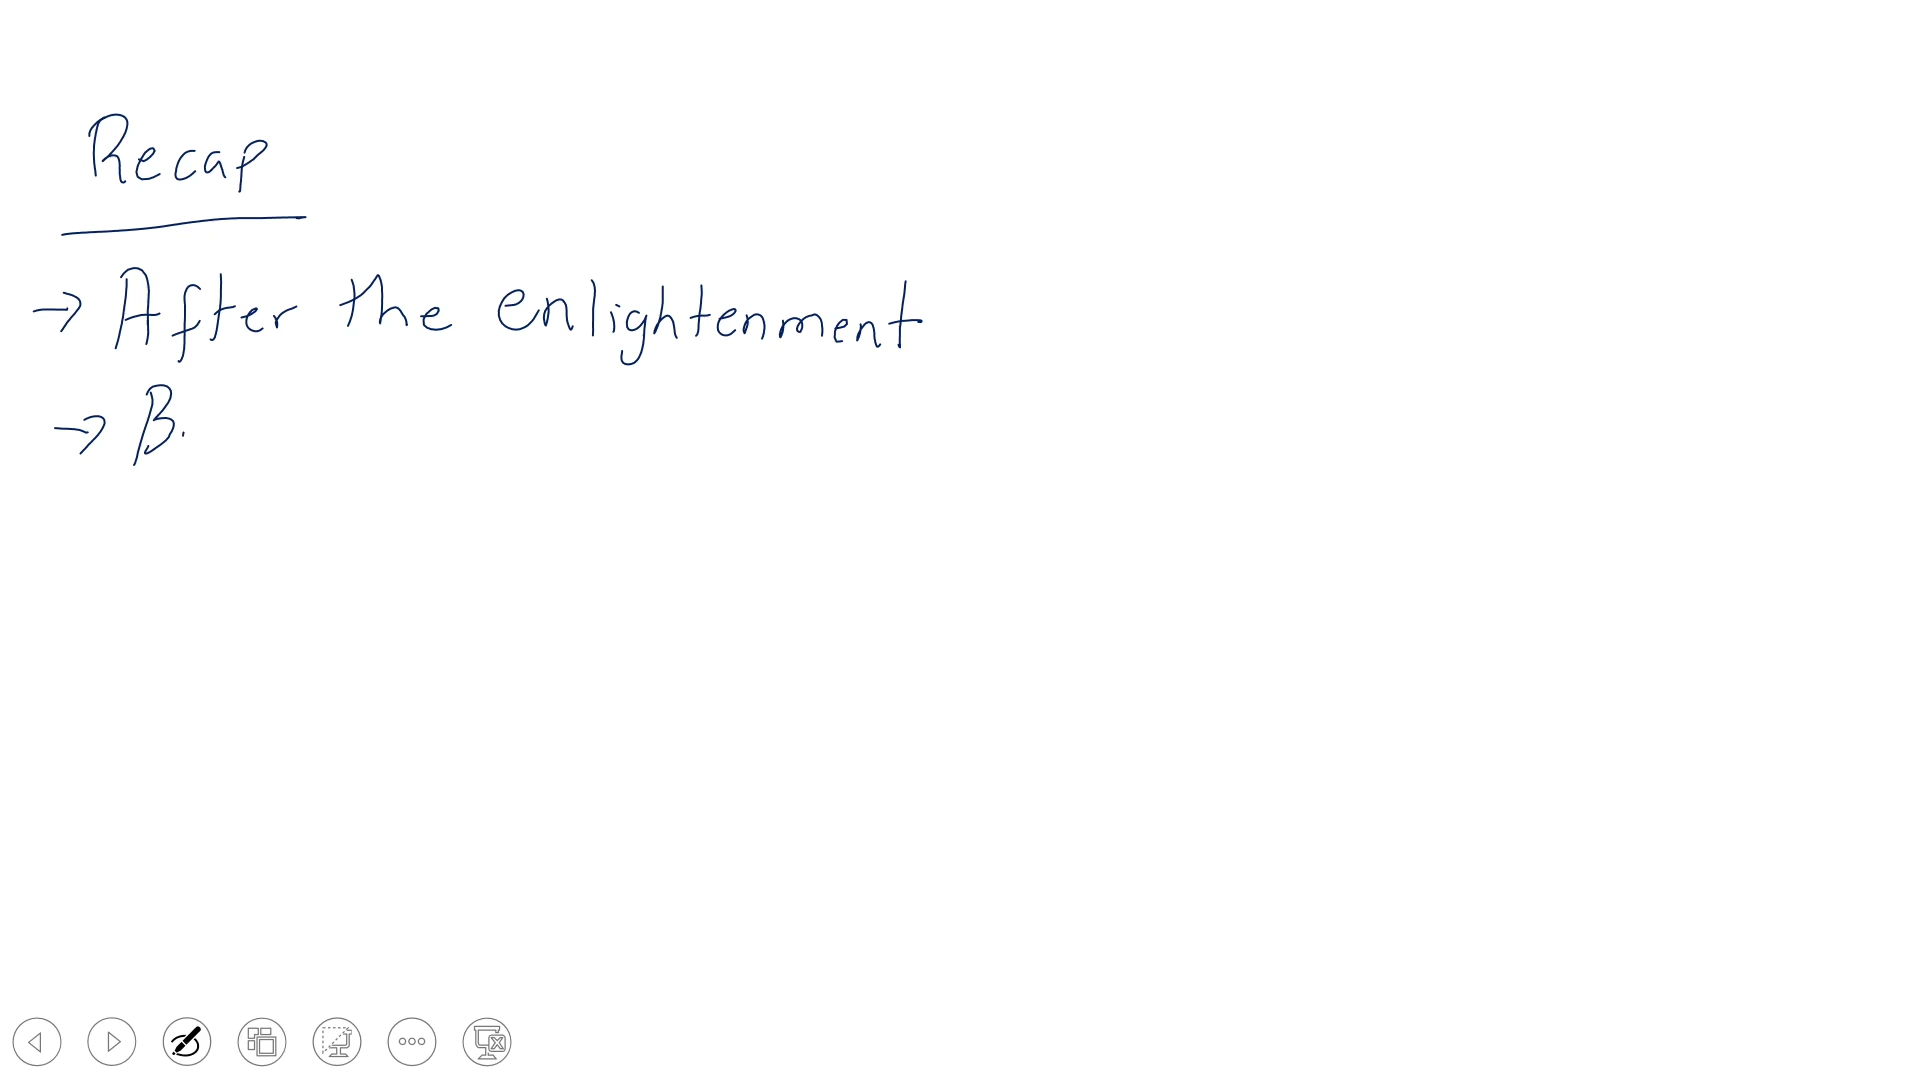 Recap
→ After the enlightenment
→ B.